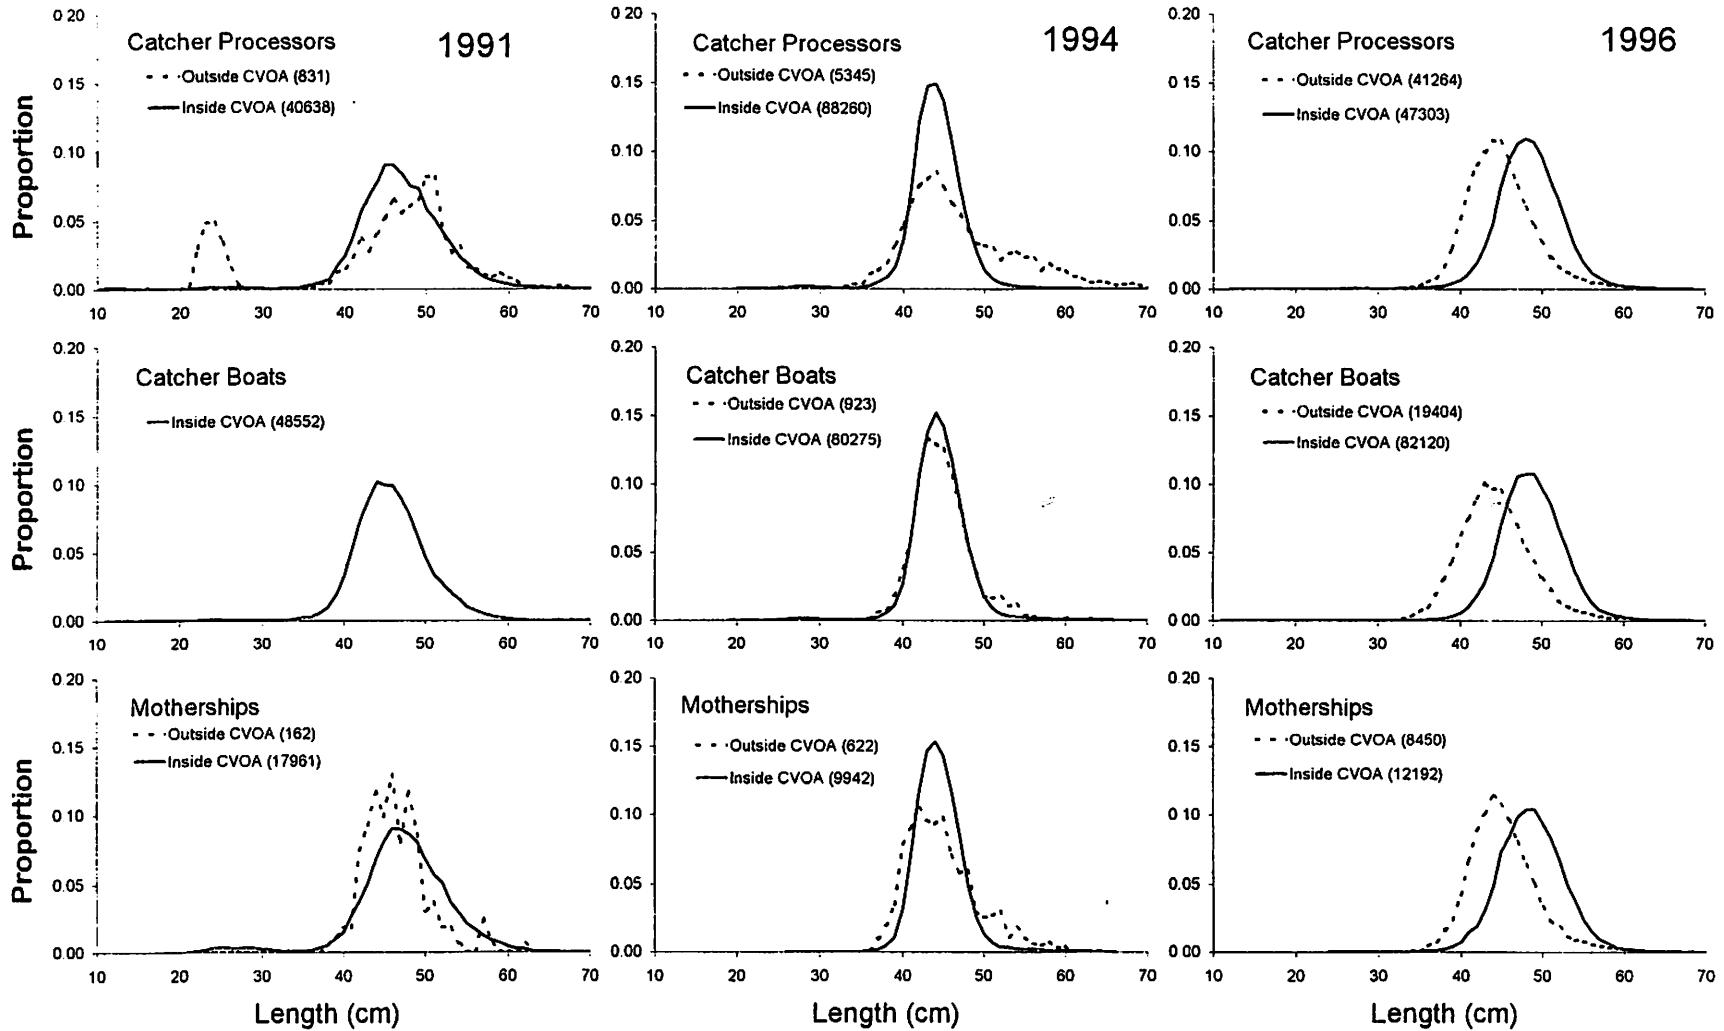 0 20
Catcher Processors
1991
Outside CVOA (831)
Inside CVOA (40638)
0 15
0 10
0.05
0.00
10 20 30 40 50 60 70
Proportion
0.20
Catcher Processors
1994
Outside CVOA (5345)
Inside CVOA (88260)
0.15
0.10
0.05
0.00
10 20 30 40 50 60 70
0 20
Catcher Processors
1996
Outside CVOA (41264)
Inside CVOA (47303)
0 15
0.10
0.05
0 00
10 20 30 40 50 60 70
0.20
Catcher Boats
Inside CVOA (48552)
0.15
0.10
0.05
0.00
10 20 30 40 50 60 70
Proportion
0.20
Catcher Boats
Outside CVOA (923)
Inside CVOA (80275)
0.15
0.10
0.05
0.00
10 20 30 40 50 60 70
0.20
Catcher Boats
Outside CVOA (19404)
Inside CVOA (82120)
0.15
0.10
0.05
0.00
10 20 30 40 50 60 70
0 20
Motherships
Outside CVOA (162)
Inside CVOA (17961)
0.15
0.10
0.05
0.00
10 20 30 40 50 60 70
Proportion
Length (cm)
0 20
Motherships
Outside CVOA (622)
Inside CVOA (9942)
0.15
0.10
0.05
0.00
10 20 30 40 50 60 70
Length (cm)
0 20
Motherships
Outside CVOA (8450)
Inside CVOA (12192)
0.15
0.10
0.05
0.00
10 20 30 40 50 60 70
Length (cm)